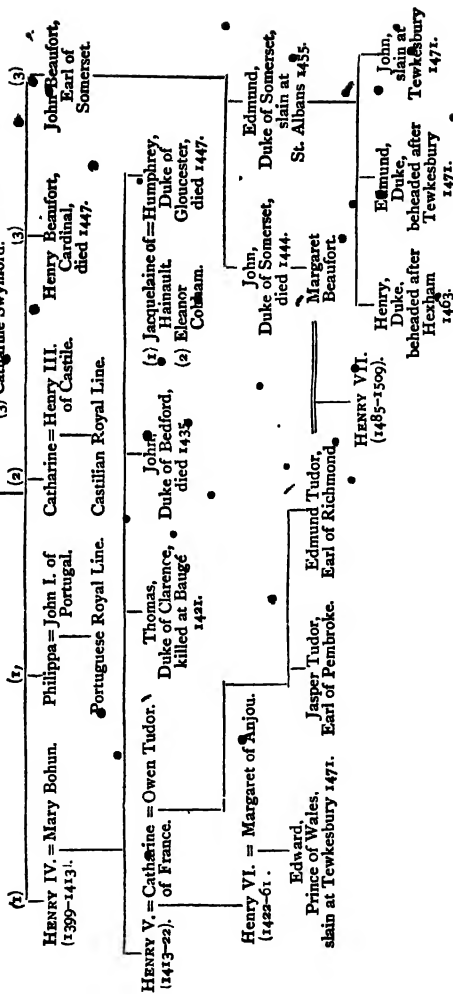 (3) Catharine Swynford.
(1) (1, (2) (3) (3)
HENRY IV. = Mary Bohun.
(1399-1413).
Philippa = John I. of
Portugal.
Portuguese Royal Line.
Catharine = Henry III.
of Castile.
Castilian Royal Line.
Henry Beaufort,
Cardinal,
died 1447.
John Beaufort,
Earl of
Somerset.
HENRY V. = Catharine = Owen Tudor.
(1413-22). of France.
Thomas,
Duke of Clarence,
killed at Baugé
1421.
John,
Duke of Bedford,
died 1435.
(1) Jacquelaine of = Humphrey,
Hainault. Duke of
(2) Eleanor Gloucester,
Cobham. died 1447.
John,
Duke of Somerset,
died 1444.
Margaret
Beaufort.
Edmund,
Duke of Somerset,
slain at
St. Albans 1455.
Henry VI. = Margaret of Anjou.
(1422-61.
Edward,
Prince of Wales,
slain at Tewkesbury 1471.
Jasper Tudor,
Earl of Pembroke.
Edmund Tudor,
Earl of Richmond.
HENRY VII.
(1485-1509).
Henry,
Duke,
beheaded after
Hexham
1463.
Edmund,
Duke,
beheaded after
Tewkesbury
1471.
John,
slain at
Tewkesbury
1471.